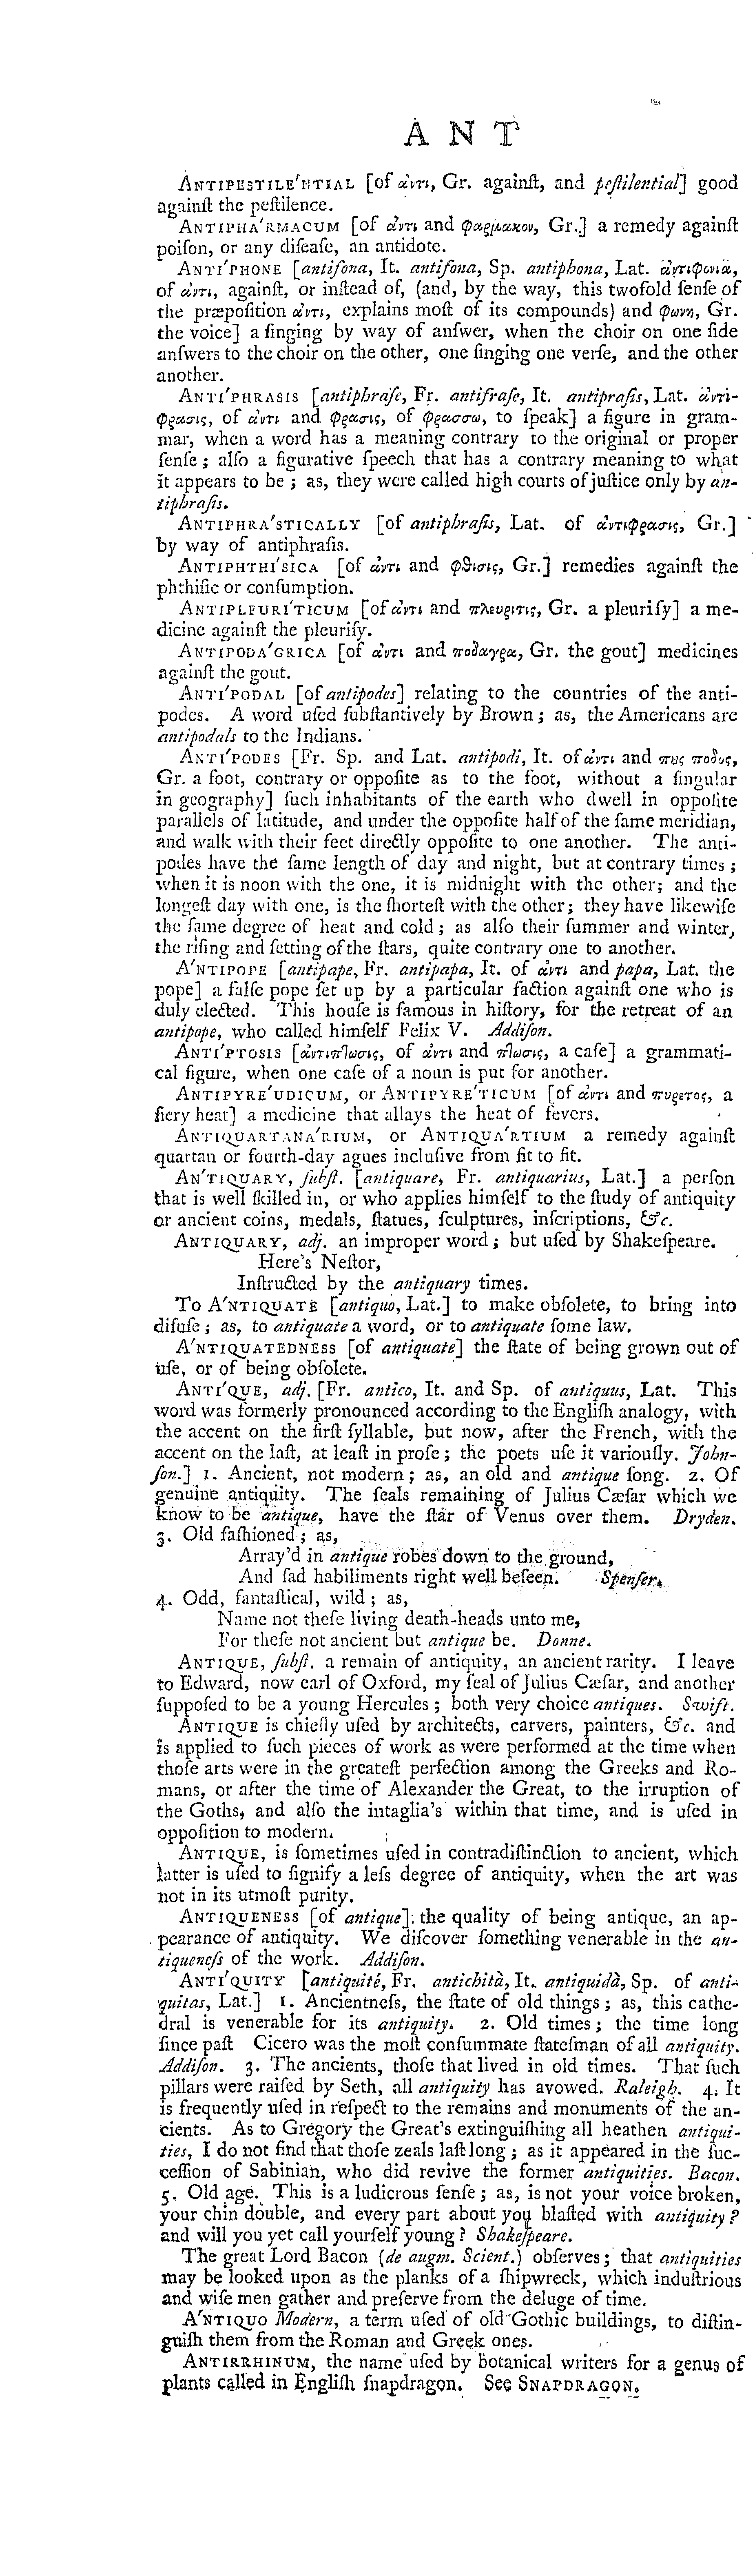 A N T
ANTIPESTILE′NTIAL [of ἀντι, Gr. againſt, and peſtilential] good
againſt the peſtilence.
ANTIPHA′RMACUM [of ἀντι and φαρμακον, Gr.] a remedy againſt
poiſon, or any diſeaſe, an antidote.
ANTI′PHONE [antifona, It. antifona, Sp. antiphona, Lat. ἀντιφονια,
of ἀντι, againſt, or inſtead of, (and, by the way, this twofold ſenſe of
the præpoſition ἀντι, explains moſt of its compounds) and φωνη, Gr.
the voice] a ſinging by way of anſwer, when the choir on one ſide
anſwers to the choir on the other, one ſinging one verſe, and the other
another.
ANTI′PHRASIS [antiphraſe, Fr. antifraſe, It. antipraſis, Lat. ἀντι-
φρασις, of ἀντι and φρασις, of φρασσω, to ſpeak] a figure in gram-
mar, when a word has a meaning contrary to the original or proper
ſenſe; alſo a figurative ſpeech that has a contrary meaning to what
it appears to be; as, they were called high courts of juſtice only by an-
tiphraſis.
ANTIPHRA′STICALLY [of antiphraſis, Lat. of ἀντιφρασις, Gr.]
by way of antiphraſis.
ANTIPHTHI′SICA [of ἀντι and φθισις, Gr.] remedies againſt the
phthiſic or conſumption.
ANTIPLEURI′TICUM [of ἀντι and πλευριτις, Gr. a pleuriſy] a me-
dicine againſt the pleuriſy.
ANTIPODA′GRICA [of ἀντι and ποδαγρα, Gr. the gout] medicines
againſt the gout.
ANTI′PODAL [of antipodes] relating to the countries of the anti-
podes. A word uſed ſubſtantively by Brown; as, the Americans are
antipodals to the Indians.
ANTI′PODES [Fr. Sp. and Lat. antipodi, It. of ἀντι and πας ποδος,
Gr. a foot, contrary or oppoſite as to the foot, without a ſingular
in geography] ſuch inhabitants of the earth who dwell in oppoſite
parallels of latitude, and under the oppoſite half of the ſame meridian,
and walk with their feet directly oppoſite to one another. The anti-
podes have the ſame length of day and night, but at contrary times;
when it is noon with the one, it is midnight with the other; and the
longeſt day with one, is the ſhorteſt with the other; they have likewiſe
the ſame degree of heat and cold; as alſo their ſummer and winter,
the riſing and ſetting of the ſtars, quite contrary one to another.
A′NTIPOPE [antipape, Fr. antipapa, It. of ἀντι and papa, Lat. the
pope] a falſe pope ſet up by a particular faction againſt one who is
duly elected. This houſe is famous in hiſtory, for the retreat of an
antipope, who called himſelf Felix V. Addiſon.
ANTI′PTOSIS [ἀντιπτωσις, of ἀντι and πτωσις, a caſe] a grammati-
cal figure, when one caſe of a noun is put for another.
ANTIPYRE′UDICUM, or ANTIPYRE′TICUM [of ἀντι and πυρετος, a
fiery heat] a medicine that allays the heat of fevers.
ANTIQUARTANA′RIUM, or ANTIQUA′RTIUM a remedy againſt
quartan or fourth-day agues incluſive from fit to fit.
AN′TIQUARY, ſubſt. [antiquare, Fr. antiquarius, Lat.] a perſon
that is well ſkilled in, or who applies himſelf to the ſtudy of antiquity
or ancient coins, medals, ſtatues, ſculptures, inſcriptions, &c.
ANTIQUARY, adj. an improper word; but uſed by Shakeſpeare.
Here's Neſtor,
Inſtructed by the antiquary times.
To A′NTIQUATE [antiquo, Lat.] to make obſolete, to bring into
diſuſe; as, to antiquate a word, or to antiquate ſome law.
A′NTIQUATEDNESS [of antiquate] the ſtate of being grown out of
uſe, or of being obſolete.
ANTI′QUE, adj. [Fr. antico, It. and Sp. of antiquus, Lat. This
word was formerly pronounced according to the Engliſh analogy, with
the accent on the firſt ſyllable, but now, after the French, with the
accent on the laſt, at leaſt in proſe; the poets uſe it variouſly. John-
ſon.] 1. Ancient, not modern; as, an old and antique ſong. 2. Of
genuine antiquity. The ſeals remaining of Julius Cæſar which we
know to be antique, have the ſtar of Venus over them. Dryden.
3. Old faſhioned; as,
Array'd in antique robes down to the ground,
And ſad habiliments right well beſeen. Spenſer.
4. Odd, fantaſtical, wild; as,
Name not theſe living death-heads unto me,
For theſe not ancient but antique be. Donne.
ANTIQUE, ſubſt. a remain of antiquity, an ancient rarity. I leave
to Edward, now earl of Oxford, my ſeal of Julius Cæſar, and another
ſuppoſed to be a young Hercules; both very choice antiques. Swift.
ANTIQUE is chiefly uſed by architects, carvers, painters, &c. and
is applied to ſuch pieces of work as were performed at the time when
thoſe arts were in the greateſt perfection among the Greeks and Ro-
mans, or after the time of Alexander the Great, to the irruption of
the Goths, and alſo the intaglia's within that time, and is uſed in
oppoſition to modern.
ANTIQUE, is ſometimes uſed in contradiſtinction to ancient, which
latter is uſed to ſignify a leſs degree of antiquity, when the art was
not in its utmoſt purity.
ANTIQUENESS [of antique] the quality of being antique, an ap-
pearance of antiquity. We diſcover ſomething venerable in the an-
tiqueneſs of the work. Addiſon.
ANTI′QUITY [antiquité, Fr. antichità, It. antiquidà, Sp. of anti-
quitas, Lat.] 1. Ancientneſs, the ſtate of old things; as, this cathe-
dral is venerable for its antiquity. 2. Old times; the time long
ſince paſt Cicero was the moſt conſummate ſtateſman of all antiquity.
Addiſon. 3. The ancients, thoſe that lived in old times. That ſuch
pillars were raiſed by Seth, all antiquity has avowed. Raleigh. 4. It
is frequently uſed in reſpect to the remains and monuments of the an-
cients. As to Gregory the Great's extinguiſhing all heathen antiqui-
ties, I do not find that thoſe zeals laſt long; as it appeared in the ſuc-
ceſſion of Sabinian, who did revive the former antiquities. Bacon.
5. Old age. This is a ludicrous ſenſe; as, is not your voice broken,
your chin double, and every part about you blaſted with antiquity?
and will you yet call yourſelf young? Shakeſpeare.
The great Lord Bacon (de augm. Scient.) obſerves; that antiquities
may be looked upon as the planks of a ſhipwreck, which induſtrious
and wiſe men gather and preſerve from the deluge of time.
A′NTIQUO Modern, a term uſed of old Gothic buildings, to diſtin-
guiſh them from the Roman and Greek ones.
ANTIRRHINUM, the name uſed by botanical writers for a genus of
plants called in Engliſh ſnapdragon. See SNAPDRAGON.